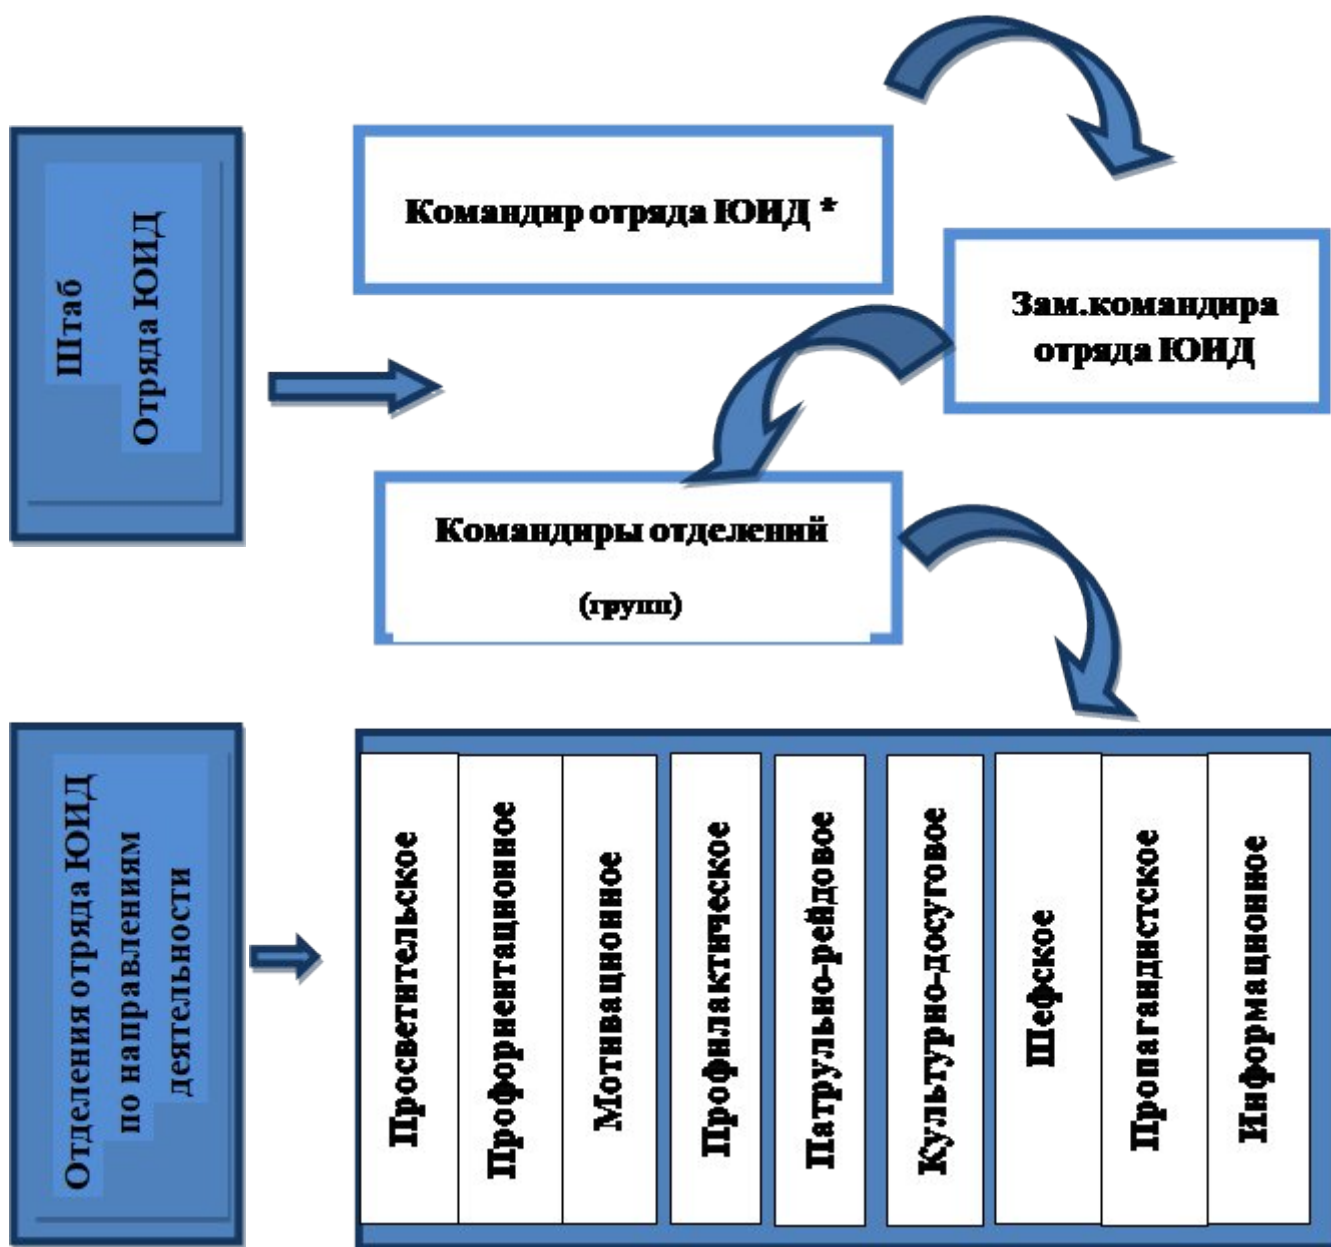 Штаб
Отряда ЮИД
Командир отряда ЮИД *
Зам.командира
отряда ЮИД
Командиры отделений
(групп)
Отделения отряда ЮИД
по направлениям
деятельности
Просветительское
Профориентационное
Мотивационное
Профилактическое
Патрульно-рейдовое
Культурно-досуговое
Шефское
Пропагандистское
Информационное